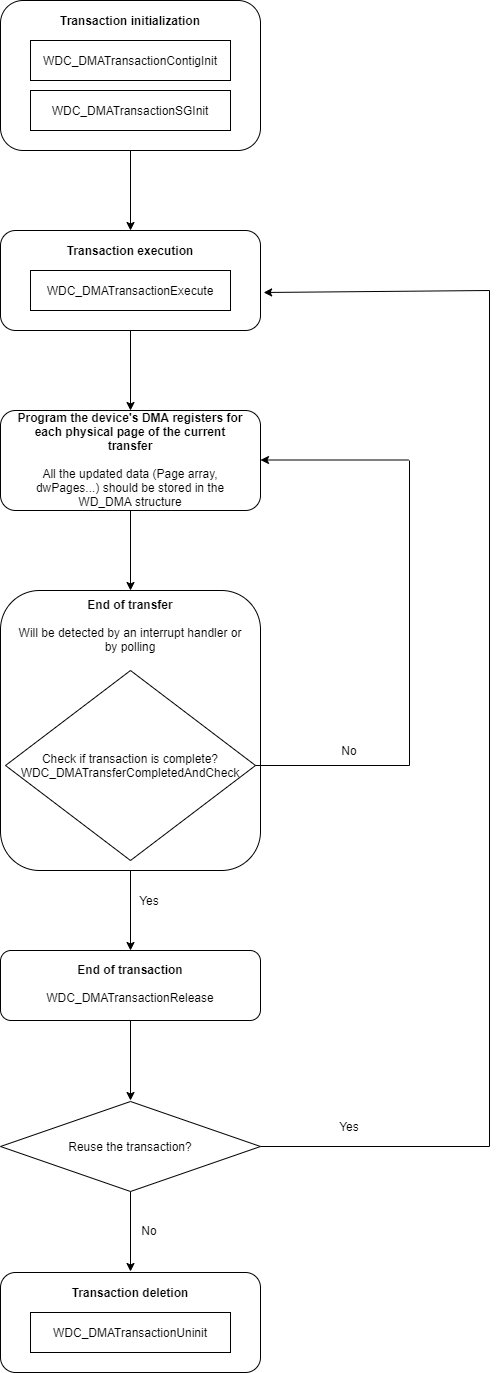 Transaction initialization
WDC_DMATransactionContigInit
WDC_DMATransactionSGInit
Transaction execution
WDC_DMATransactionExecute
Program the device's DMA registers for
each physical page of the current
transfer
All the updated data (Page array,
dwPages...) should be stored in the
WD_DMA structure
End of transfer
Will be detected by an interrupt handler or
by polling
Check if transaction is complete?
WDC_DMATransferCompletedAndCheck
No
Yes
End of transaction
WDC_DMATransactionRelease
Reuse the transaction?
Yes
No
Transaction deletion
WDC_DMATransactionUninit